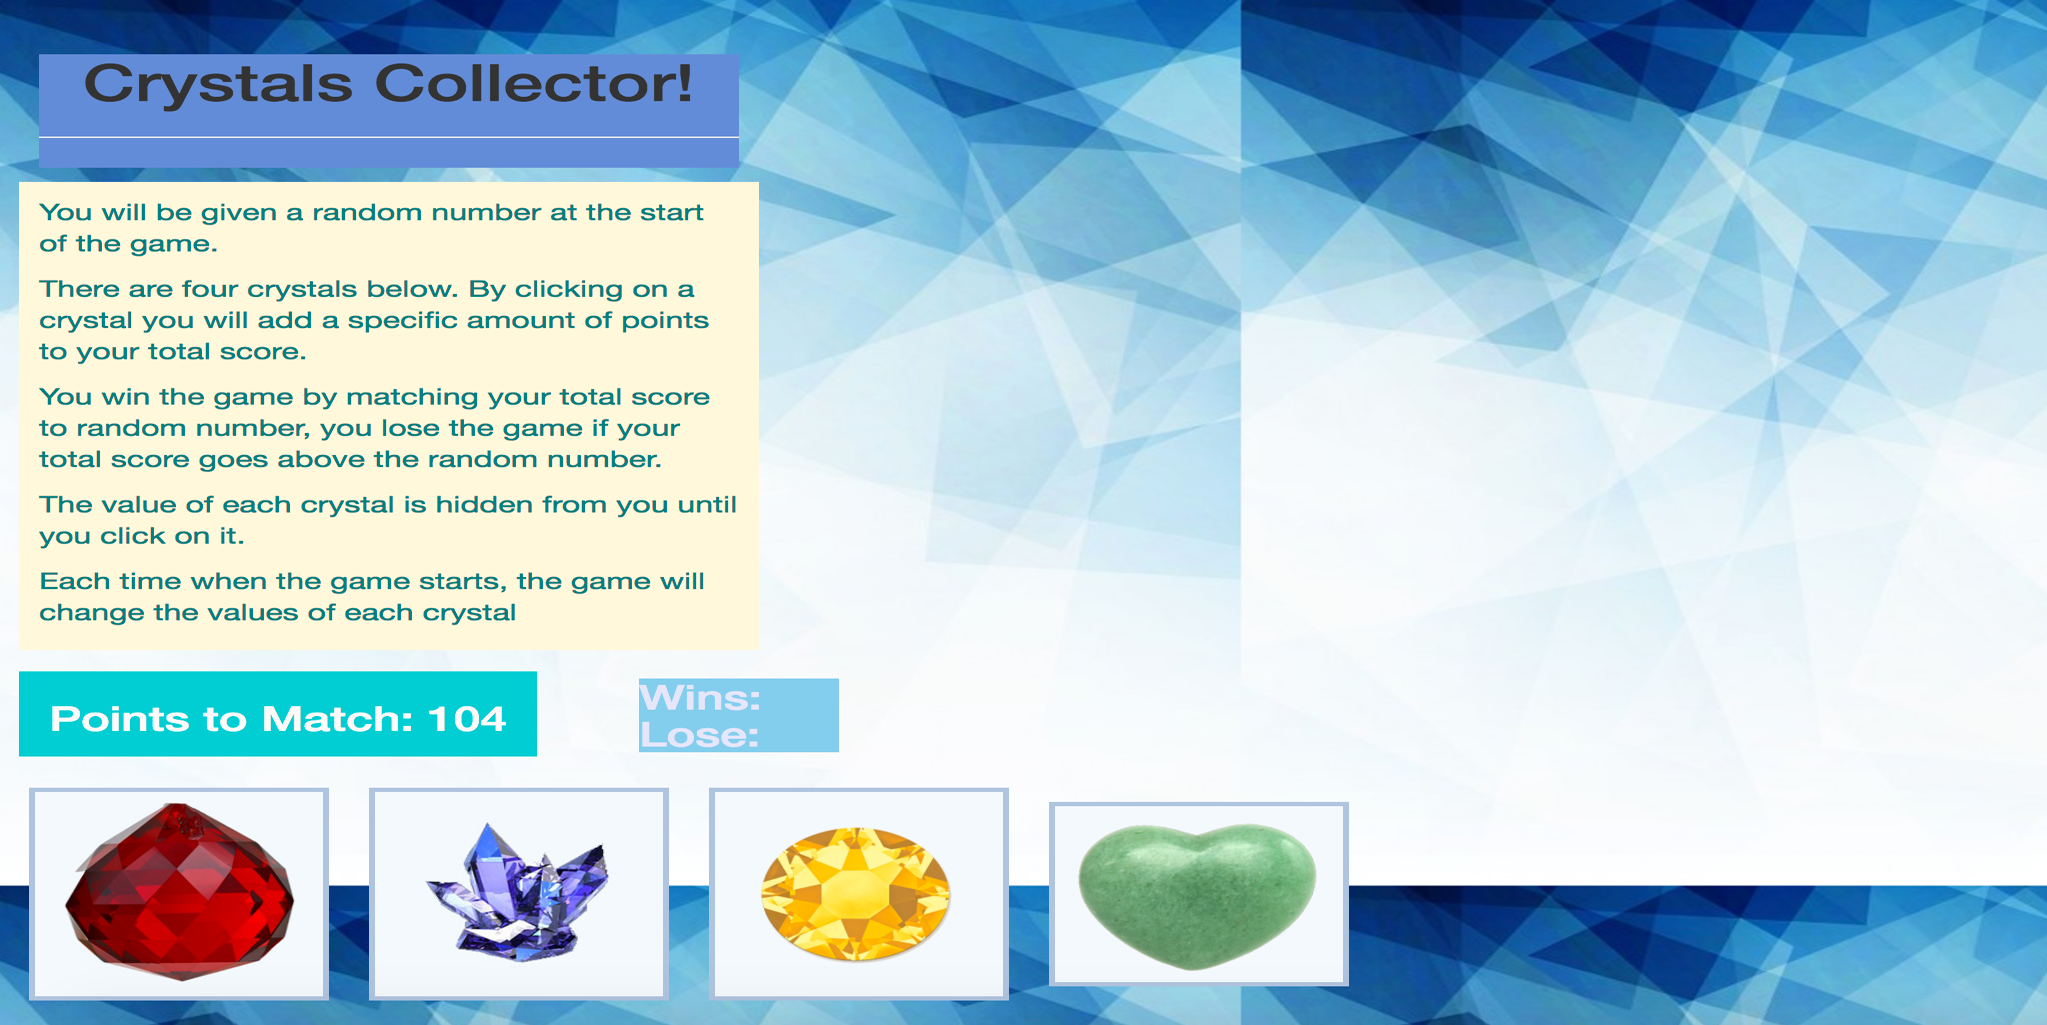 Crystals Collector!
You will be given a random number at the start
of the game.
There are four crystals below. By clicking on a
crystal you will add a specific amount of points
to your total score.
You win the game by matching your total score
to random number, you lose the game if your
total score goes above the random number.
The value of each crystal is hidden from you until
you click on it.
Each time when the game starts, the game will
change the values of each crystal
Points to Match: 104
Wins:
Lose: